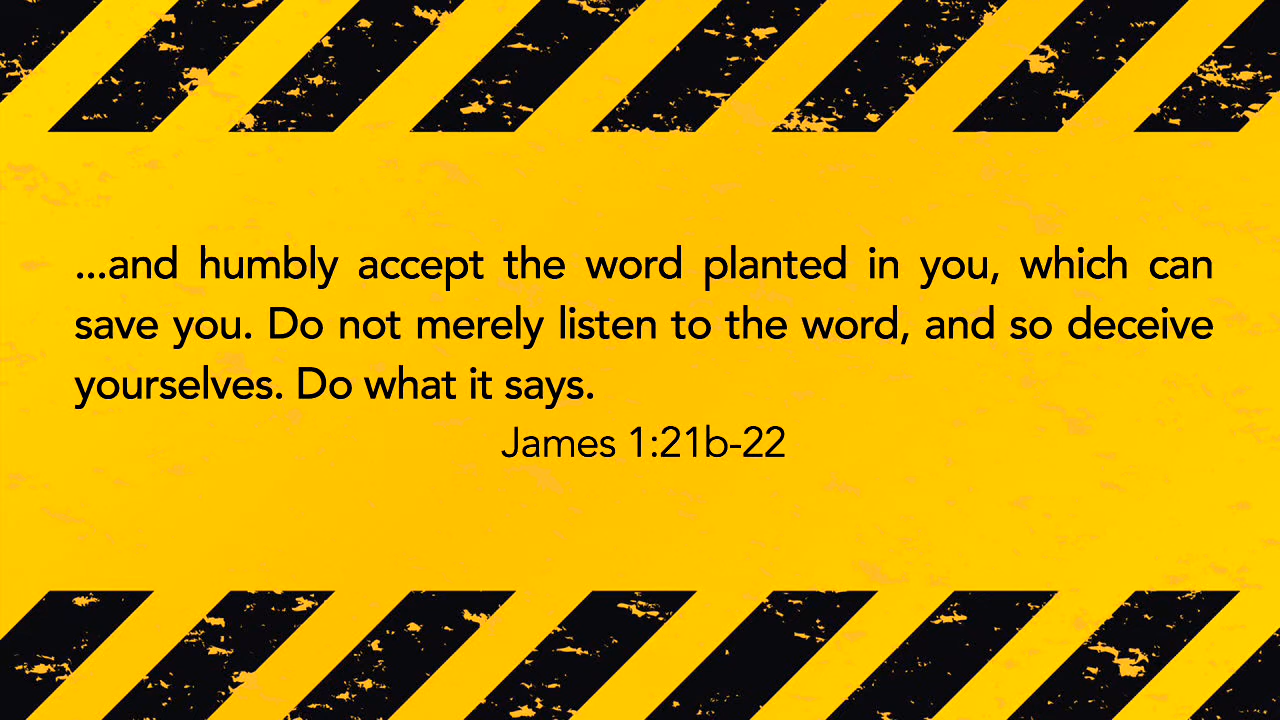 ...and humbly accept the word planted in you, which can
save you. Do not merely listen to the word, and so deceive
yourselves. Do what it says.
James 1:21b-22